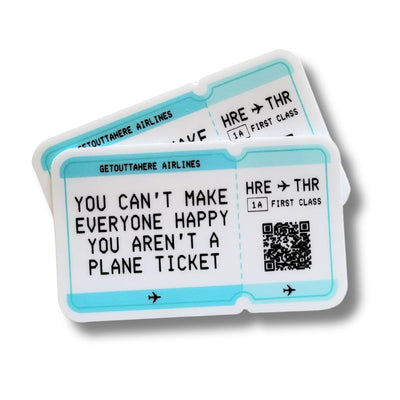 GETOUTTAHERE AIRLINES
HRE ✈ THR
1A FIRST CLASS
GETOUTTAHERE AIRLINES
YOU CAN'T MAKE
EVERYONE HAPPY
YOU AREN'T A
PLANE TICKET
HRE ✈ THR
1A FIRST CLASS